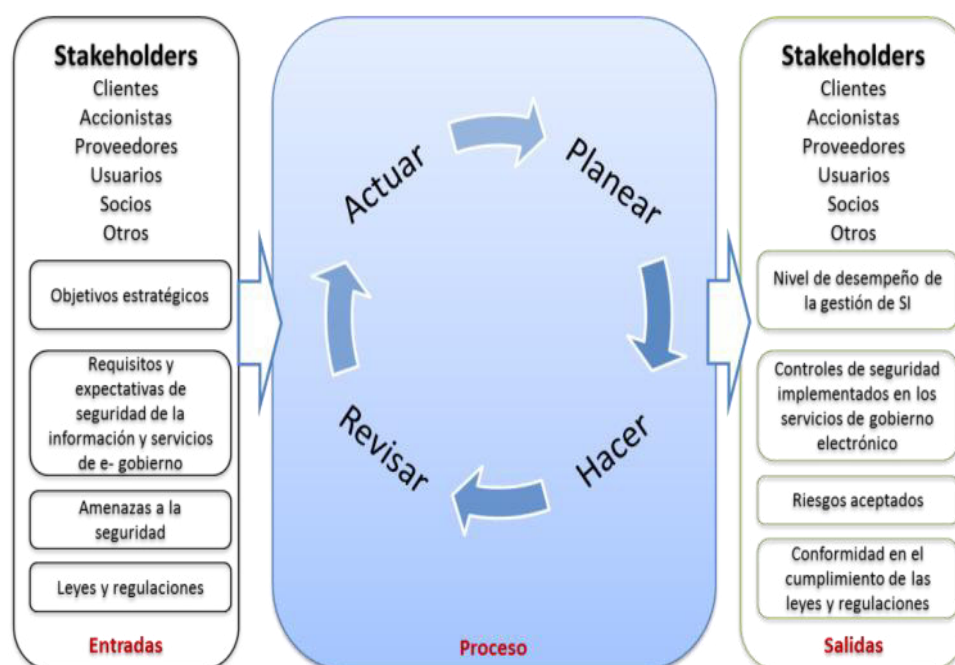 Stakeholders
Clientes
Accionistas
Proveedores
Usuarios
Socios
Otros
Objetivos estratégicos
Requisitos y
expectativas de
seguridad de la
información y servicios
de e- gobierno
Amenazas a la
seguridad
Leyes y regulaciones
Entradas
Actuar
Planear
Revisar
Hacer
Proceso
Stakeholders
Clientes
Accionistas
Proveedores
Usuarios
Socios
Otros
Nivel de desempeño de
la gestión de SI
Controles de seguridad
implementados en los
servicios de gobierno
electrónico
Riesgos aceptados
Conformidad en el
cumplimiento de las
leyes y regulaciones
Salidas